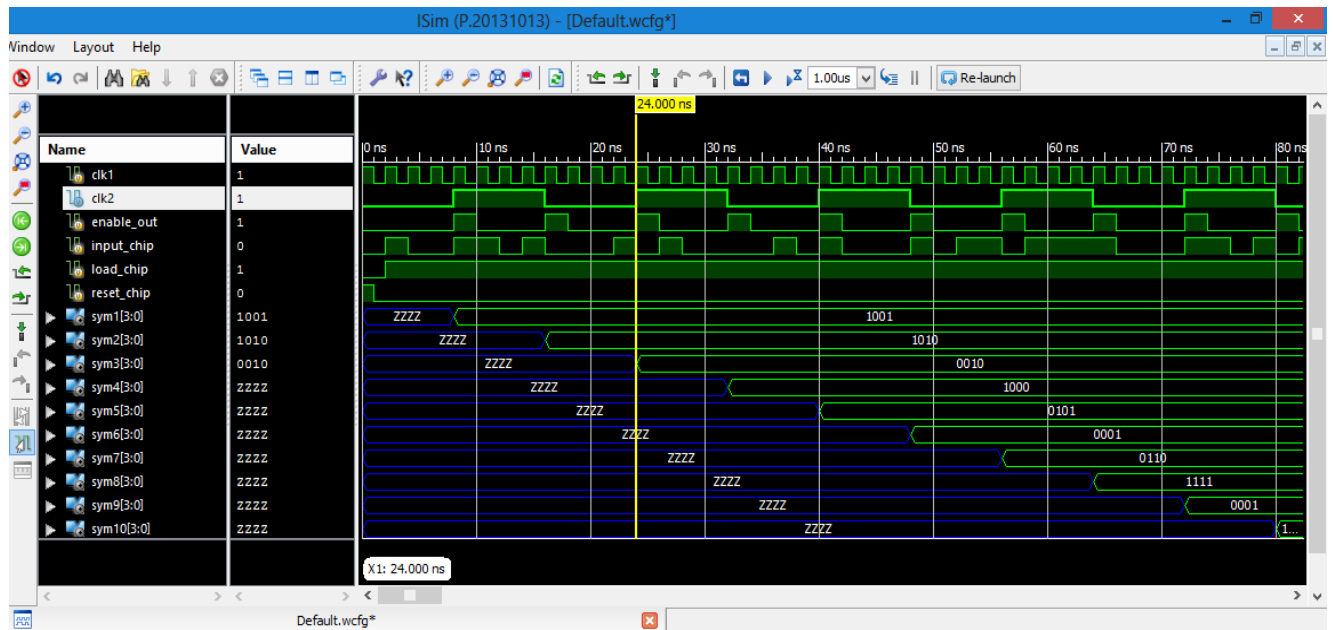 ISim (P.20131013) - [Default.wcfg*]
Window Layout Help
1.00us Re-launch
24.000 ns
Name Value 0 ns 10 ns 20 ns 30 ns 40 ns 50 ns 60 ns 70 ns 80 ns
clk1 1
clk2 1
enable_out 1
input_chip 0
load_chip 1
reset_chip 0
sym1[3:0] 1001 ZZZZ 1001
sym2[3:0] 1010 ZZZZ 1010
sym3[3:0] 0010 ZZZZ 0010
sym4[3:0] ZZZZ ZZZZ 1000
sym5[3:0] ZZZZ ZZZZ 0101
sym6[3:0] ZZZZ ZZZZ 0001
sym7[3:0] ZZZZ ZZZZ 0110
sym8[3:0] ZZZZ ZZZZ 1111
sym9[3:0] ZZZZ ZZZZ 0001
sym10[3:0] ZZZZ ZZZZ 1...
X1: 24.000 ns
Default.wcfg*